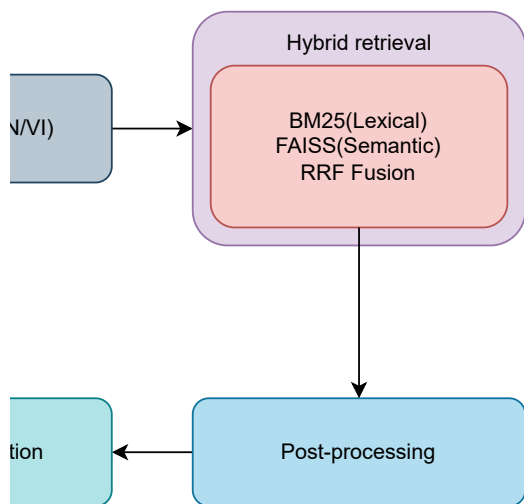 Hybrid retrieval
N/VI)
BM25(Lexical)
FAISS(Semantic)
RRF Fusion
tion
Post-processing